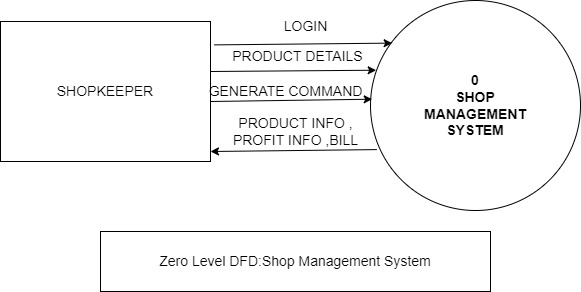 LOGIN
PRODUCT DETAILS
SHOPKEEPER
GENERATE COMMAND
0
SHOP
MANAGEMENT
SYSTEM
PRODUCT INFO ,
PROFIT INFO ,BILL
Zero Level DFD:Shop Management System